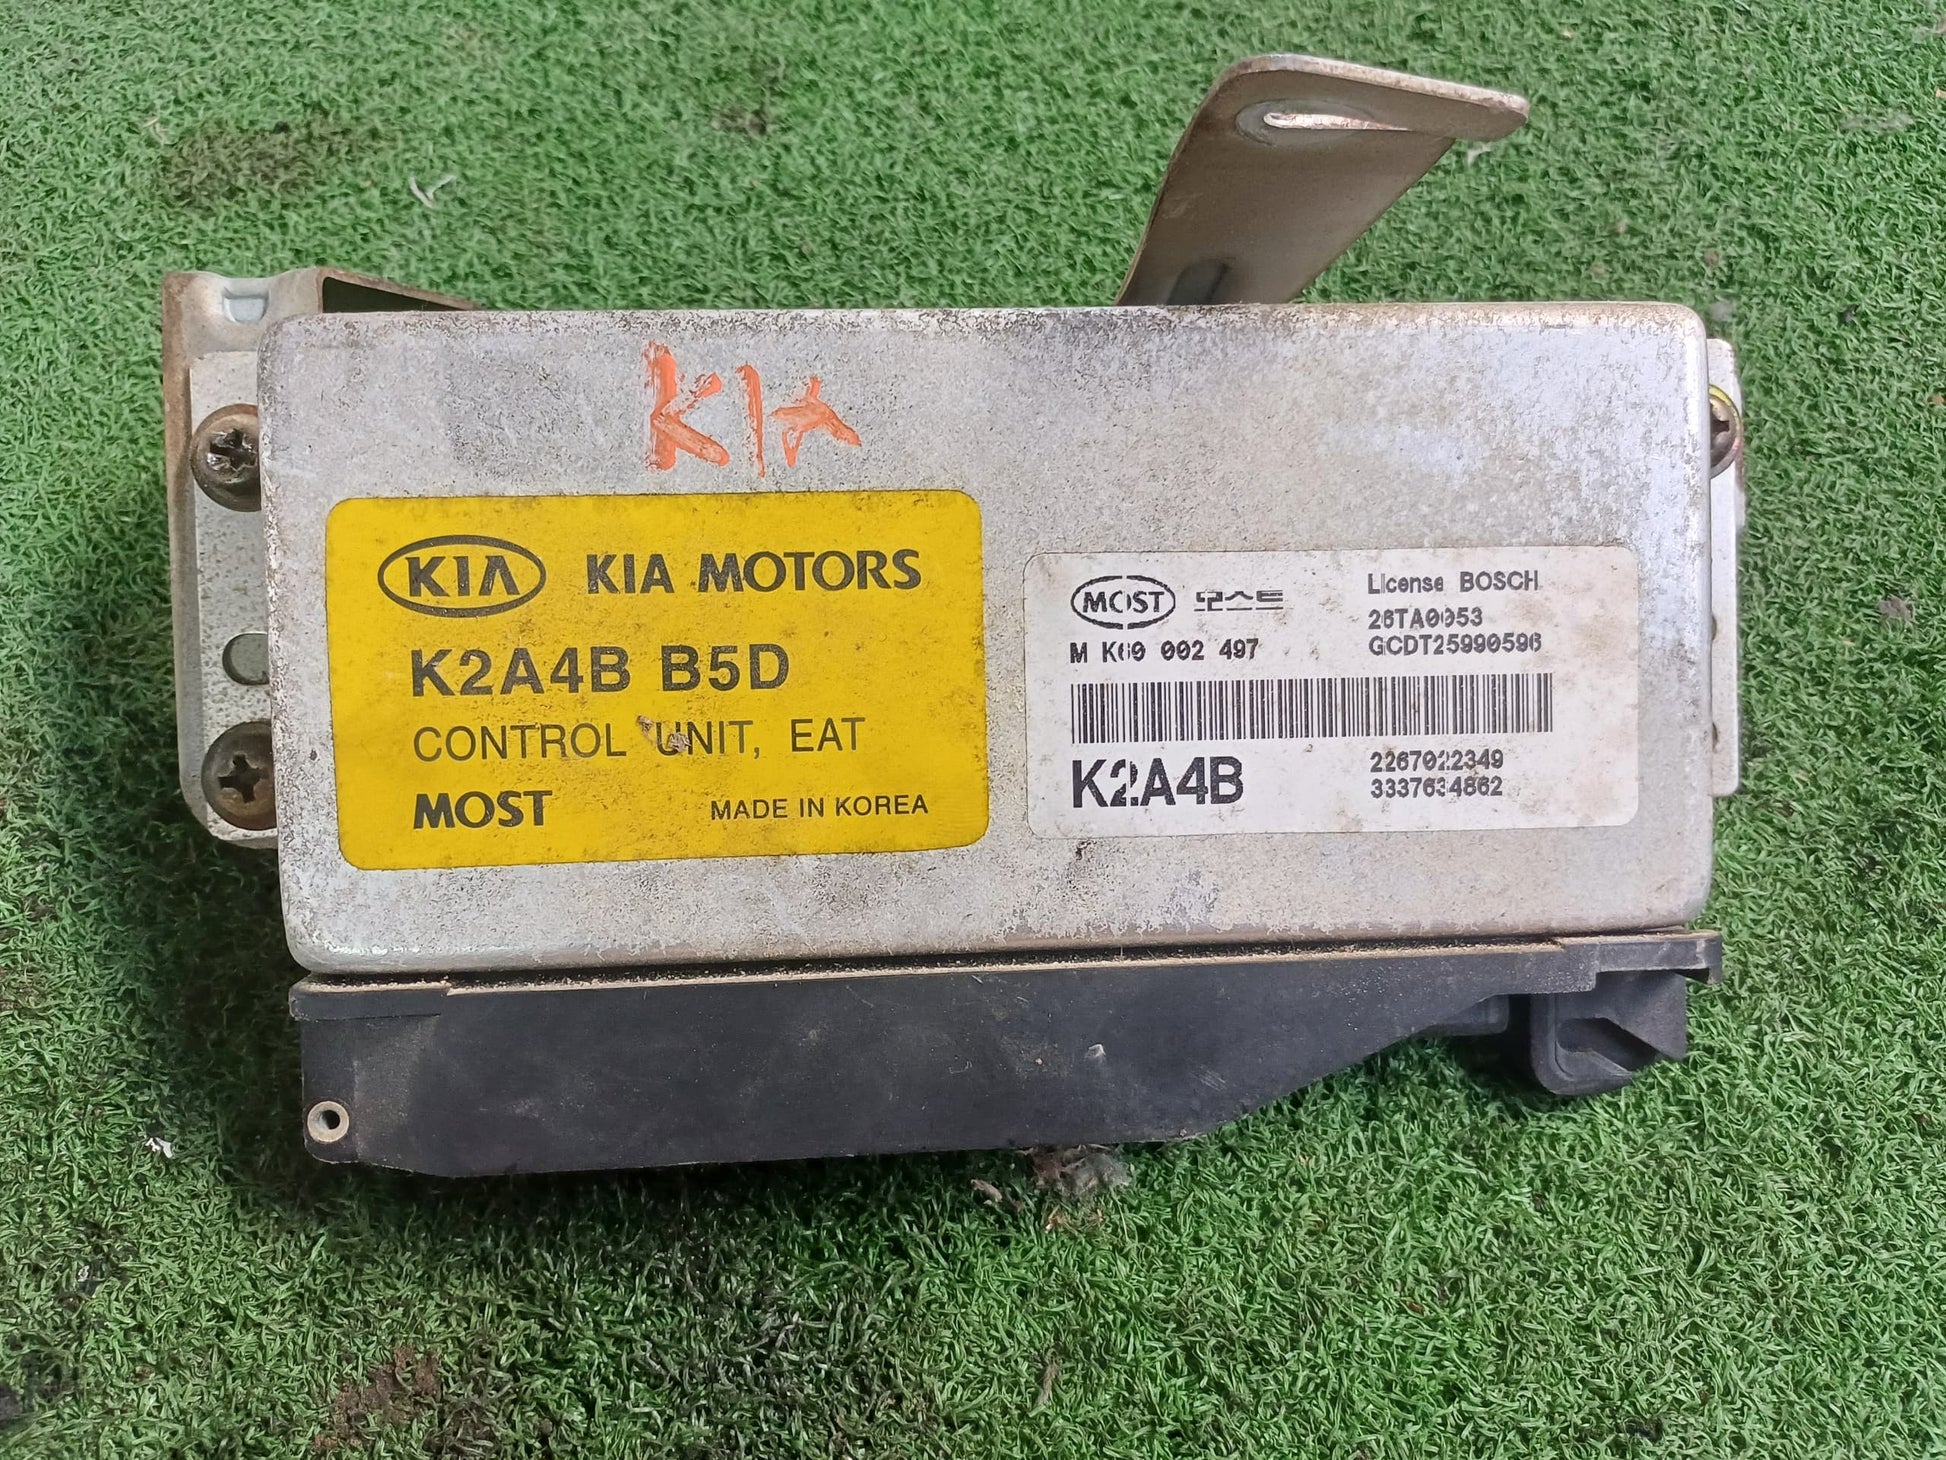 KIA
KIA KIA MOTORS
K2A4B B5D
CONTROL UNIT, EAT
MOST MADE IN KOREA
MOST 모스트 License BOSCH
26TA0053
M K60 002 497 GCDT25990596
K2A4B 2267022349
3337634862